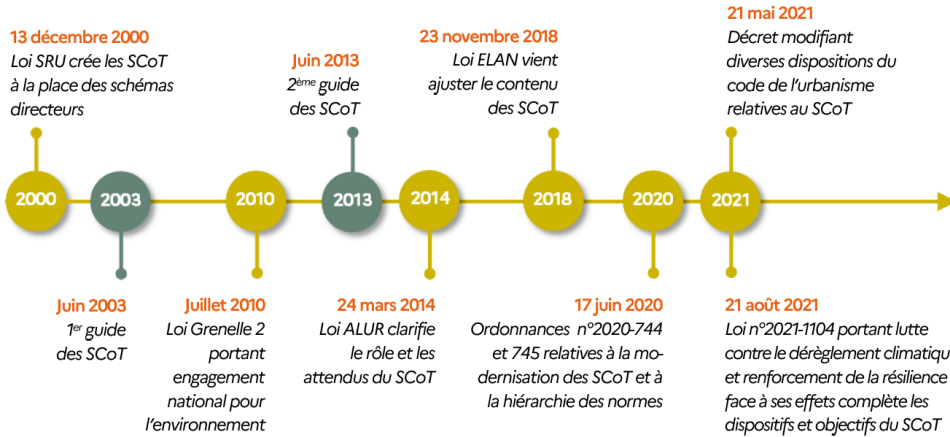 13 décembre 2000
Loi SRU crée les SCoT
à la place des schémas
directeurs
Juin 2013
2ème guide
des SCoT
23 novembre 2018
Loi ELAN vient
ajuster le contenu
des SCoT
21 mai 2021
Décret modifiant
diverses dispositions du
code de l'urbanisme
relatives au SCoT
2000
2003
2010
2013
2014
2018
2020
2021
Juin 2003
1er guide
des SCoT
Juillet 2010
Loi Grenelle 2
portant
engagement
national pour
l'environnement
24 mars 2014
Loi ALUR clarifie
le rôle et les
attendus du SCoT
17 juin 2020
Ordonnances n°2020-744
et 745 relatives à la mo-
dernisation des SCoT et à
la hiérarchie des normes
21 août 2021
Loi n°2021-1104 portant lutte
contre le dérèglement climatiqu
et renforcement de la résilience
face à ses effets complète les
dispositifs et objectifs du SCoT